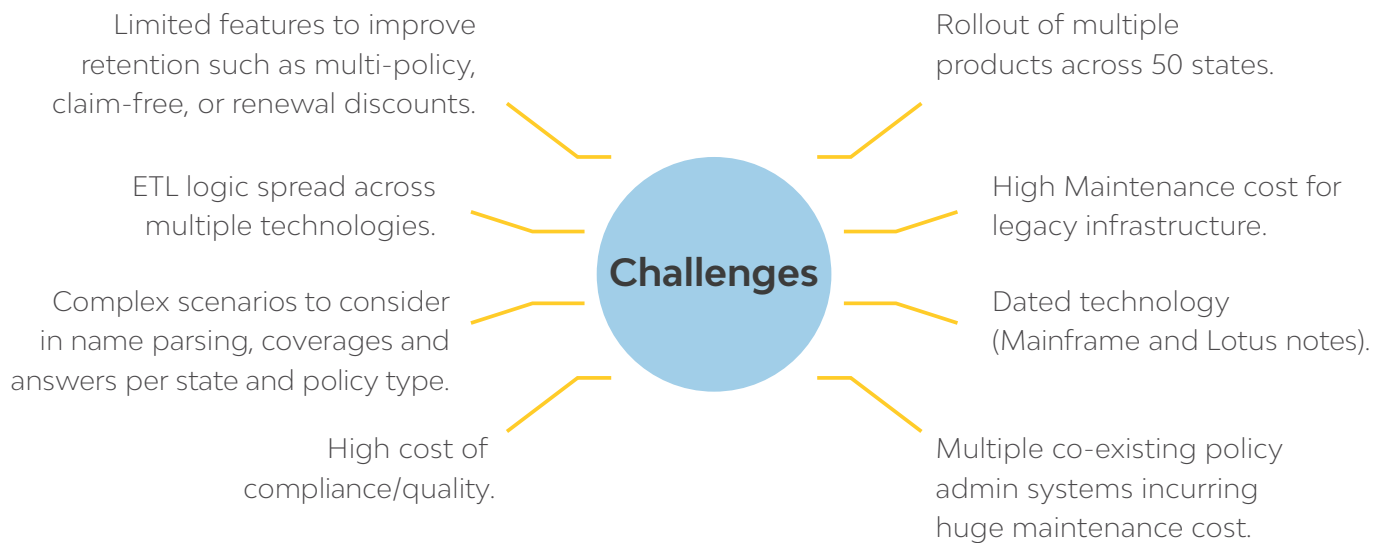 Limited features to improve
retention such as multi-policy,
claim-free, or renewal discounts.
ETL logic spread across
multiple technologies.
Complex scenarios to consider
in name parsing, coverages and
answers per state and policy type.
High cost of
compliance/quality.
Challenges
Rollout of multiple
products across 50 states.
High Maintenance cost for
legacy infrastructure.
Dated technology
(Mainframe and Lotus notes).
Multiple co-existing policy
admin systems incurring
huge maintenance cost.